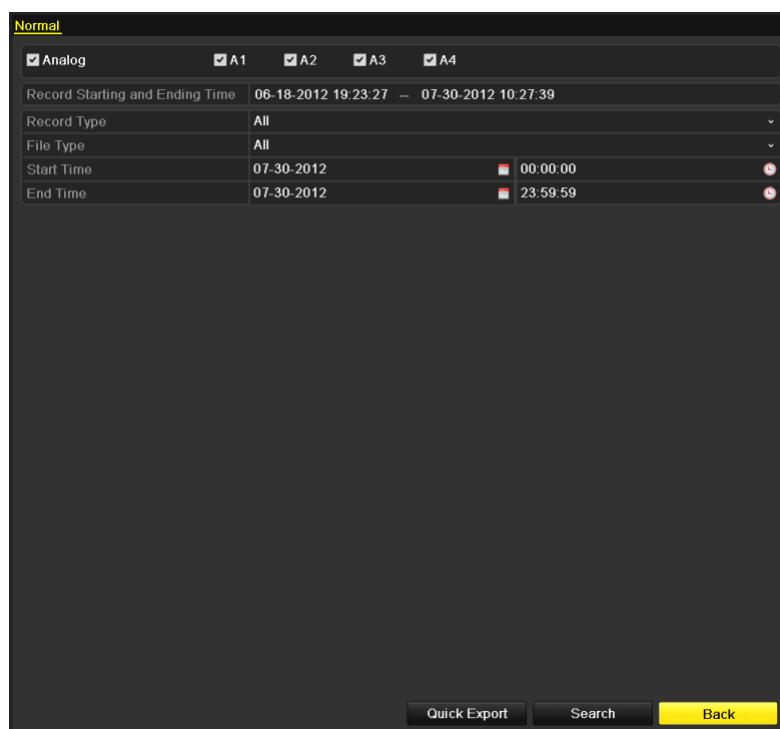 Normal
Analog A1 A2 A3 A4
Record Starting and Ending Time 06-18-2012 19:23:27 -- 07-30-2012 10:27:39
Record Type All
File Type All
Start Time 07-30-2012 00:00:00
End Time 07-30-2012 23:59:59
Quick Export Search Back